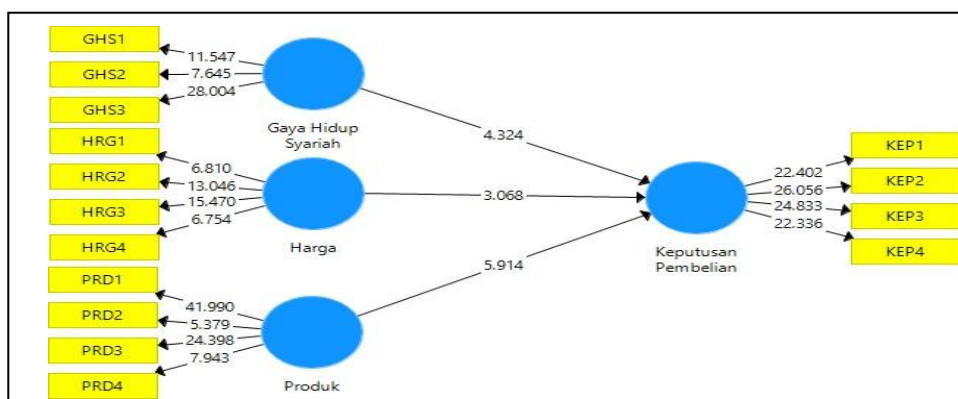 GHS1
11.547
GHS2
7.645
GHS3
28.004
Gaya Hidup
Syariah
4.324
HRG1
6.810
HRG2
13.046
HRG3
15.470
HRG4
6.754
Harga
3.068
PRD1
41.990
PRD2
5.379
PRD3
24.398
PRD4
7.943
Produk
5.914
Keputusan
Pembelian
KEP1
22.402
KEP2
26.056
KEP3
24.833
KEP4
22.336